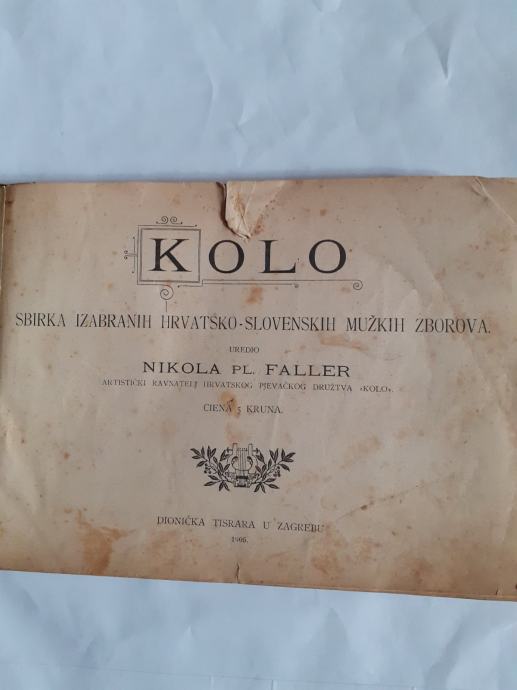 KOLO
SBIRKA IZABRANIH HRVATSKO-SLOVENSKIH MUŽKIH ZBOROVA.
UREDIO
NIKOLA PL. FALLER
ARTISTIČKI RAVNATELJ HRVATSKOG PJEVAČKOG DRUŽTVA »KOLO«.
CIENA 5 KRUNA.
DIONIČKA TISKARA U ZAGREBU
1906.